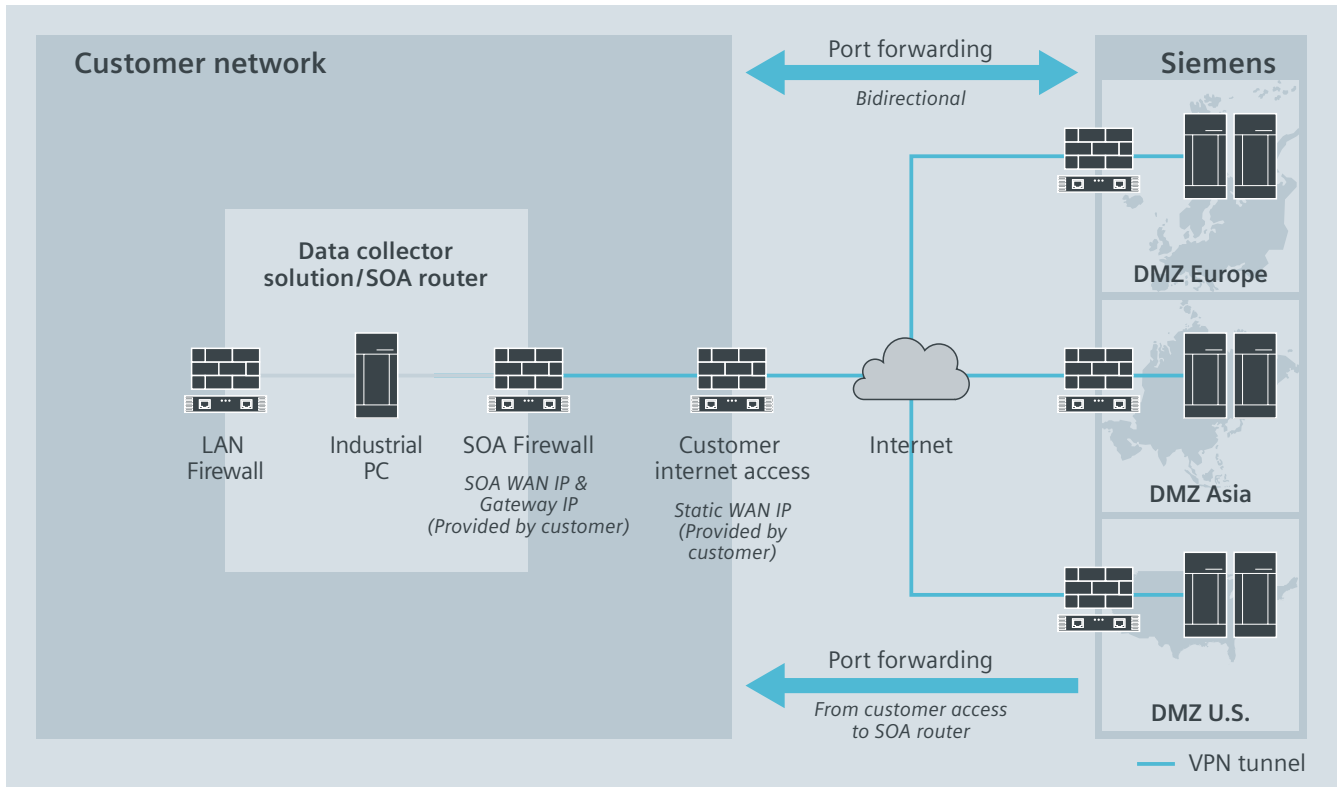 Customer network
Port forwarding
Bidirectional
Siemens
Data collector
solution/SOA router
LAN
Firewall
Industrial
PC
SOA Firewall
SOA WAN IP &
Gateway IP
(Provided by customer)
Customer
internet access
Static WAN IP
(Provided by
customer)
Internet
DMZ Europe
DMZ Asia
DMZ U.S.
Port forwarding
From customer access
to SOA router
VPN tunnel